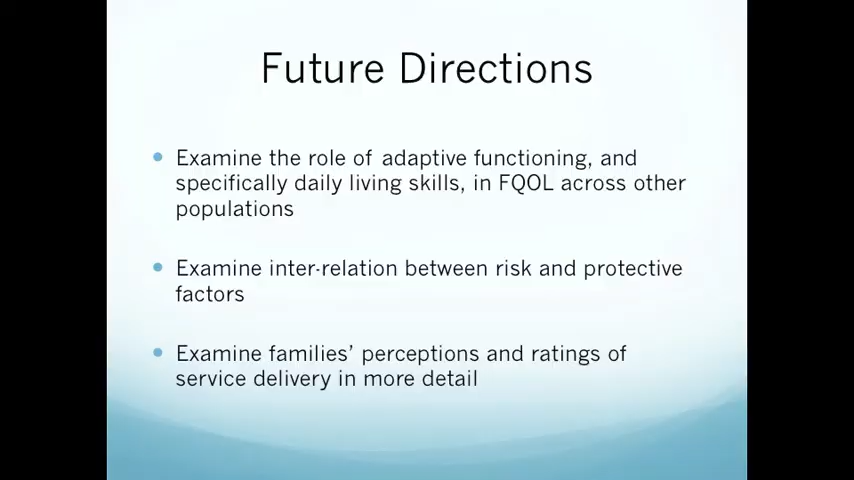 Future Directions
• Examine the role of adaptive functioning, and
specifically daily living skills, in FQOL across other
populations
• Examine inter-relation between risk and protective
factors
• Examine families’ perceptions and ratings of
service delivery in more detail